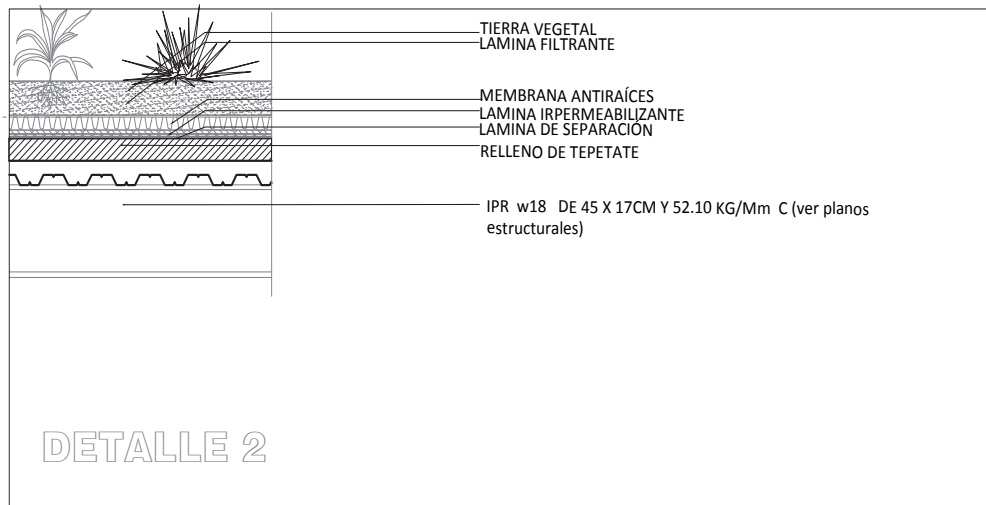 TIERRA VEGETAL
LAMINA FILTRANTE
MEMBRANA ANTIRAÍCES
LAMINA IRPERMEABILIZANTE
LAMINA DE SEPARACIÓN
RELLENO DE TEPETATE
IPR w18 DE 45 X 17CM Y 52.10 KG/Mm C (ver planos
estructurales)
DETALLE 2